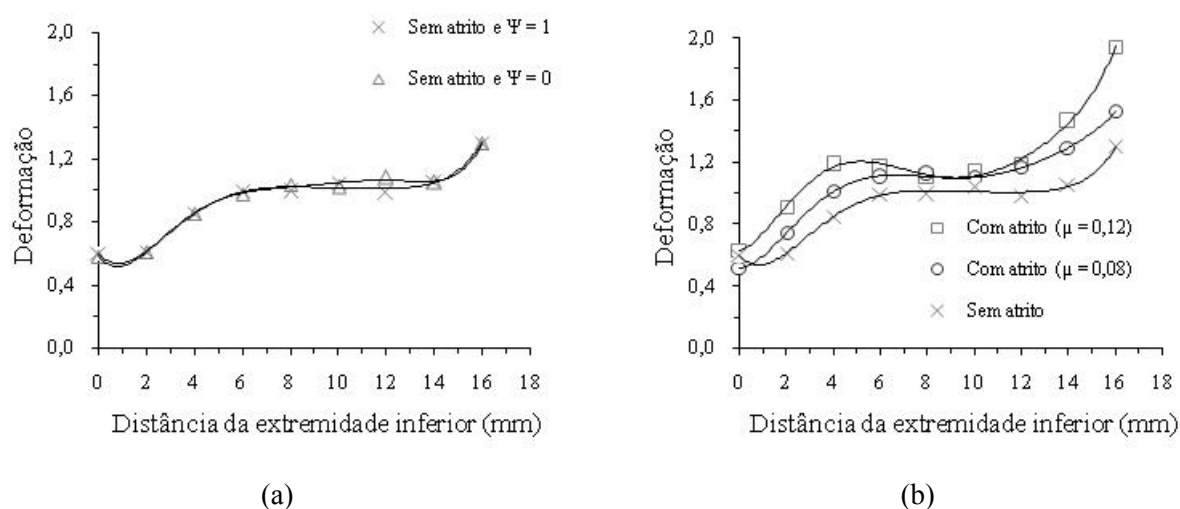 2,0
1,6
1,2
0,8
0,4
0,0
Deformação
Sem atrito e Ψ = 1
Sem atrito e Ψ = 0
0 2 4 6 8 10 12 14 16 18
Distância da extremidade inferior (mm)
(a)
2,0
1,6
1,2
0,8
0,4
0,0
Deformação
Com atrito (μ = 0,12)
Com atrito (μ = 0,08)
Sem atrito
0 2 4 6 8 10 12 14 16 18
Distância da extremidade inferior (mm)
(b)